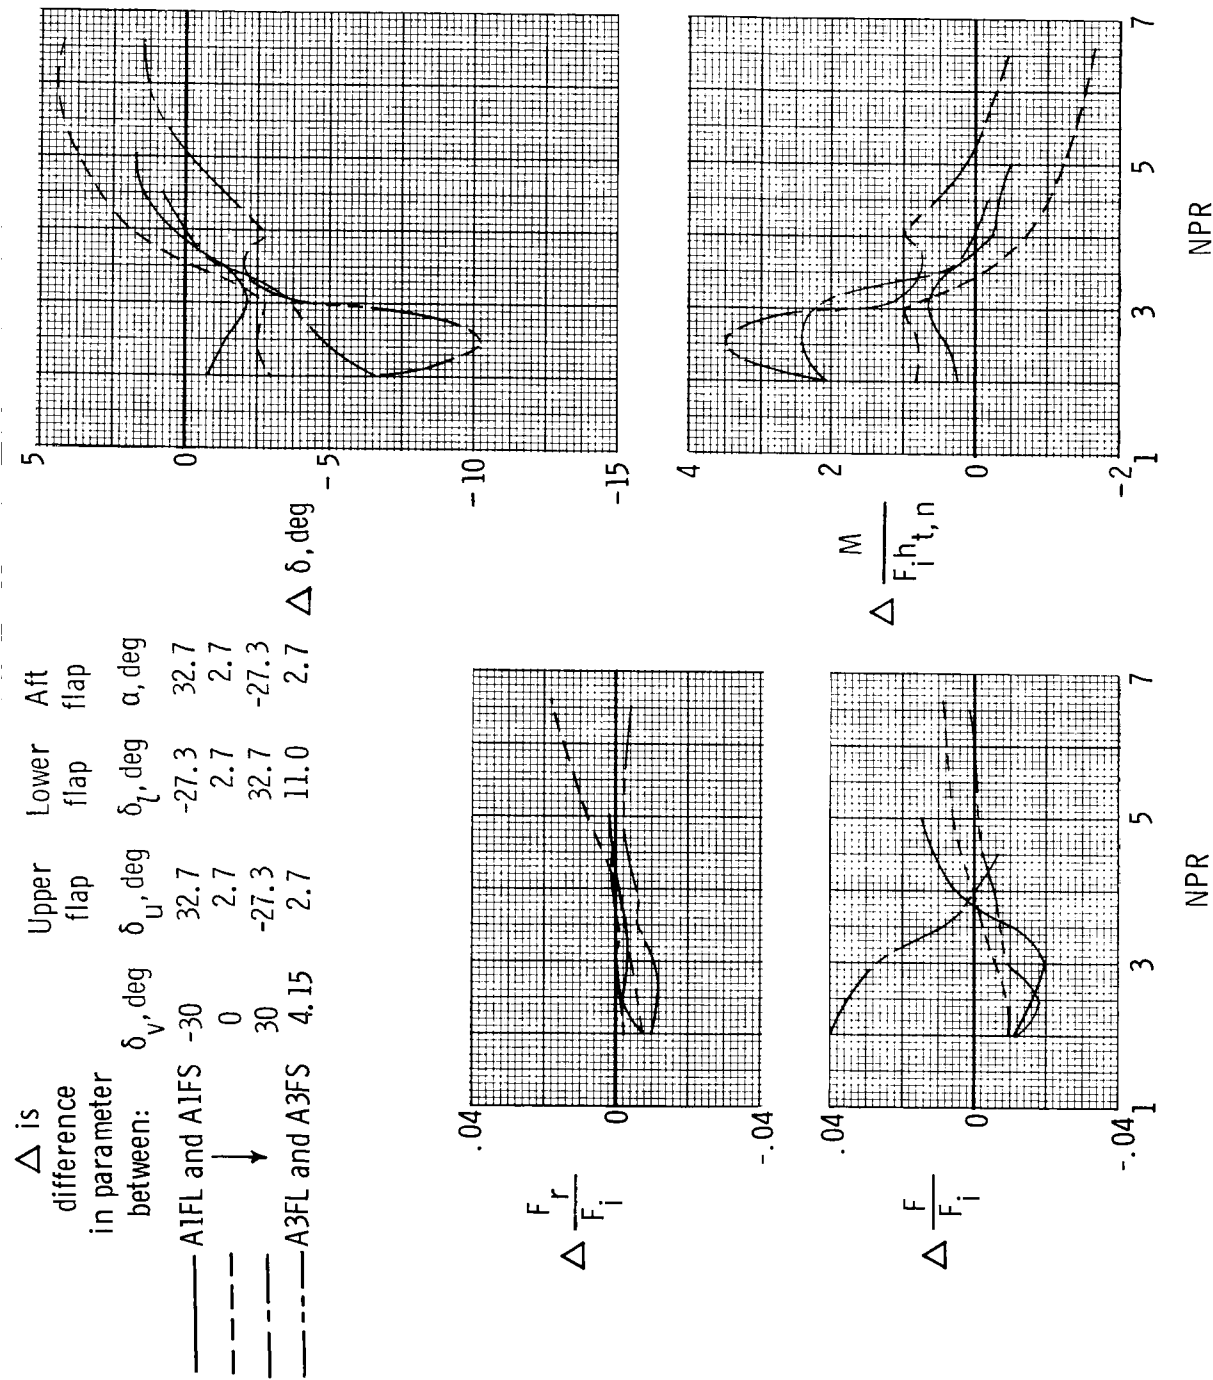 Δ is
difference
in parameter
between:
Upper flap Lower flap Aft flap
δv, deg δu, deg δl, deg α, deg
A1FL and A1FS -30 32.7 -27.3 32.7
0 2.7 2.7 2.7
30 -27.3 32.7 -27.3
A3FL and A3FS 4.15 2.7 11.0 2.7
.04
0
-.04
Δ Fr/Fi
.04
0
-.04
Δ F/Fi
1 3 5 7
NPR
5
0
-5
-10
-15
Δ δ, deg
4
2
0
-2
Δ M/Fiht,n
1 3 5 7
NPR